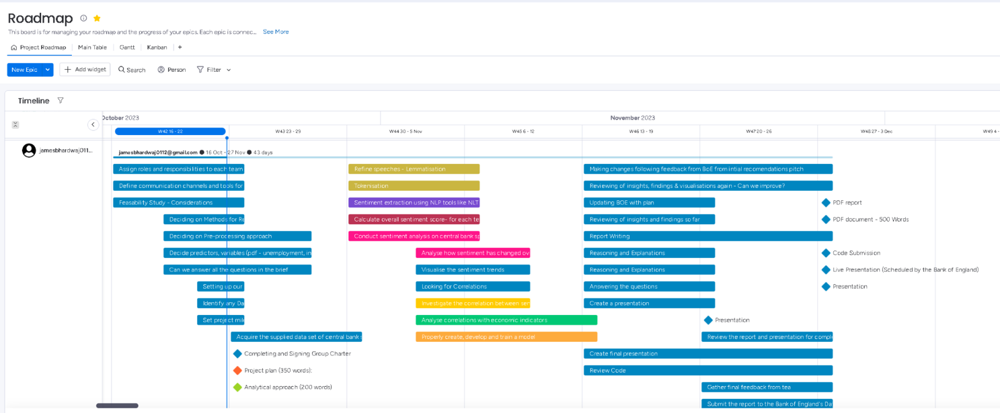 Roadmap
This board is for managing your roadmap and the progress of your epics. Each epic is connec... See More
Project Roadmap Main Table Gantt Kanban +
New Epic + Add widget Search Person Filter
Timeline
October 2023 November 2023
W42 16 - 22 W43 23 - 29 W44 30 - 5 Nov W45 6 - 12 W46 13 - 19 W47 20 - 26 W48 27 - 3 Dec W49 4 -
jamesbhardwaj011...
jamesbhardwaj0112@gmail.com ● 16 Oct - 27 Nov ● 43 days
Assign roles and responsibilities to each team Refine speeches - Lemmatisation Making changes following feedback from BoE from intial recomendations pitch
Define communication channels and tools for Tokenisation Reviewing of insights, findings & visualisations again - Can we improve?
Feasability Study - Considerations Sentiment extraction using NLP tools like NLT Updating BOE with plan PDF report
Deciding on Methods for Re Calculate overall sentiment score- for each te Reviewing of insights and findings so far PDF document - 500 Words
Deciding on Pre-processing approach Conduct sentiment analysis on central bank sp Report Writing
Decide predictors, variables (pdf - unemployment, in Analyse how sentiment has changed ov Reasoning and Explanations Code Submission
Can we answer all the questions in the brief Visualise the sentiment trends Reasoning and Explanations Live Presentation (Scheduled by the Bank of England)
Setting up our Looking for Correlations Answering the questions Presentation
Identify any Da Investigate the correlation between sen Create a presentation
Set project mile Analyse correlations with economic indicators Presentation
Acquire the supplied data set of central bank s Properly create, develop and train a model Review the report and presentation for comple
Completing and Signing Group Charter Create final presentation
Project plan (350 words): Review Code
Analytical approach (200 words) Gather final feedback from tea
Submit the report to the Bank of England's Da